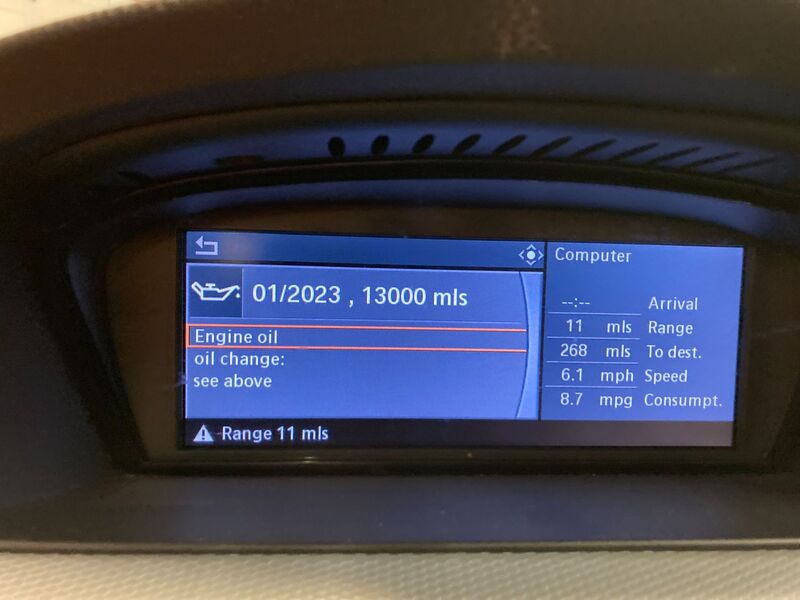 01/2023 , 13000 mls
Engine oil
oil change:
see above
Range 11 mls
Computer
--:-- Arrival
11 mls Range
268 mls To dest.
6.1 mph Speed
8.7 mpg Consumpt.